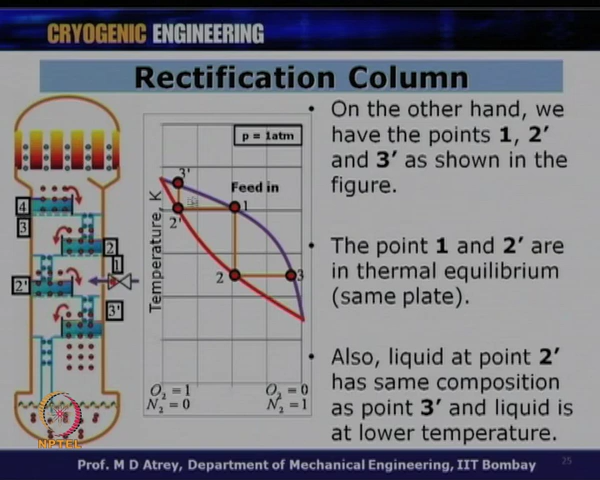 CRYOGENIC ENGINEERING
Rectification Column
4
3
2
1
2'
3'
NPTEL
p = 1atm
Feed in
3'
1
2'
2
3
Temperature, K
O₂ = 1
N₂ = 0
O₂ = 0
N₂ = 1
• On the other hand, we
have the points 1, 2′
and 3′ as shown in the
figure.
• The point 1 and 2′ are
in thermal equilibrium
(same plate).
• Also, liquid at point 2′
has same composition
as point 3′ and liquid is
at lower temperature.
Prof. M D Atrey, Department of Mechanical Engineering, IIT Bombay
25